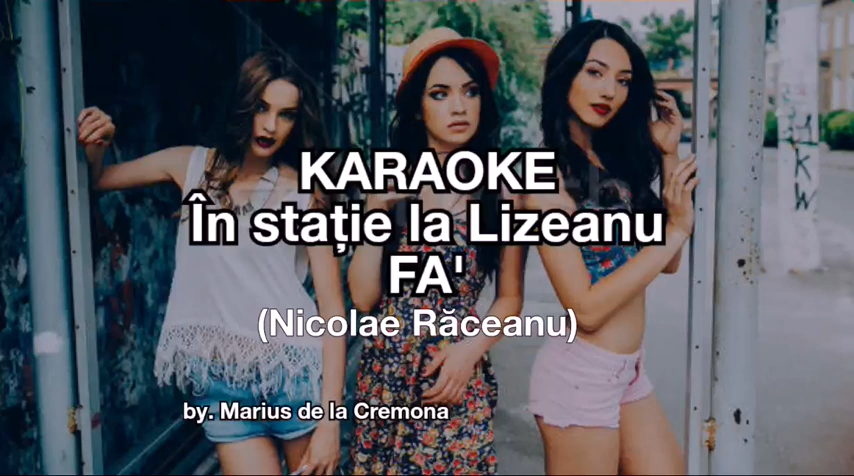 KARAOKE
În stație la Lizeanu
FA'
(Nicolae Răceanu)
by. Marius de la Cremona